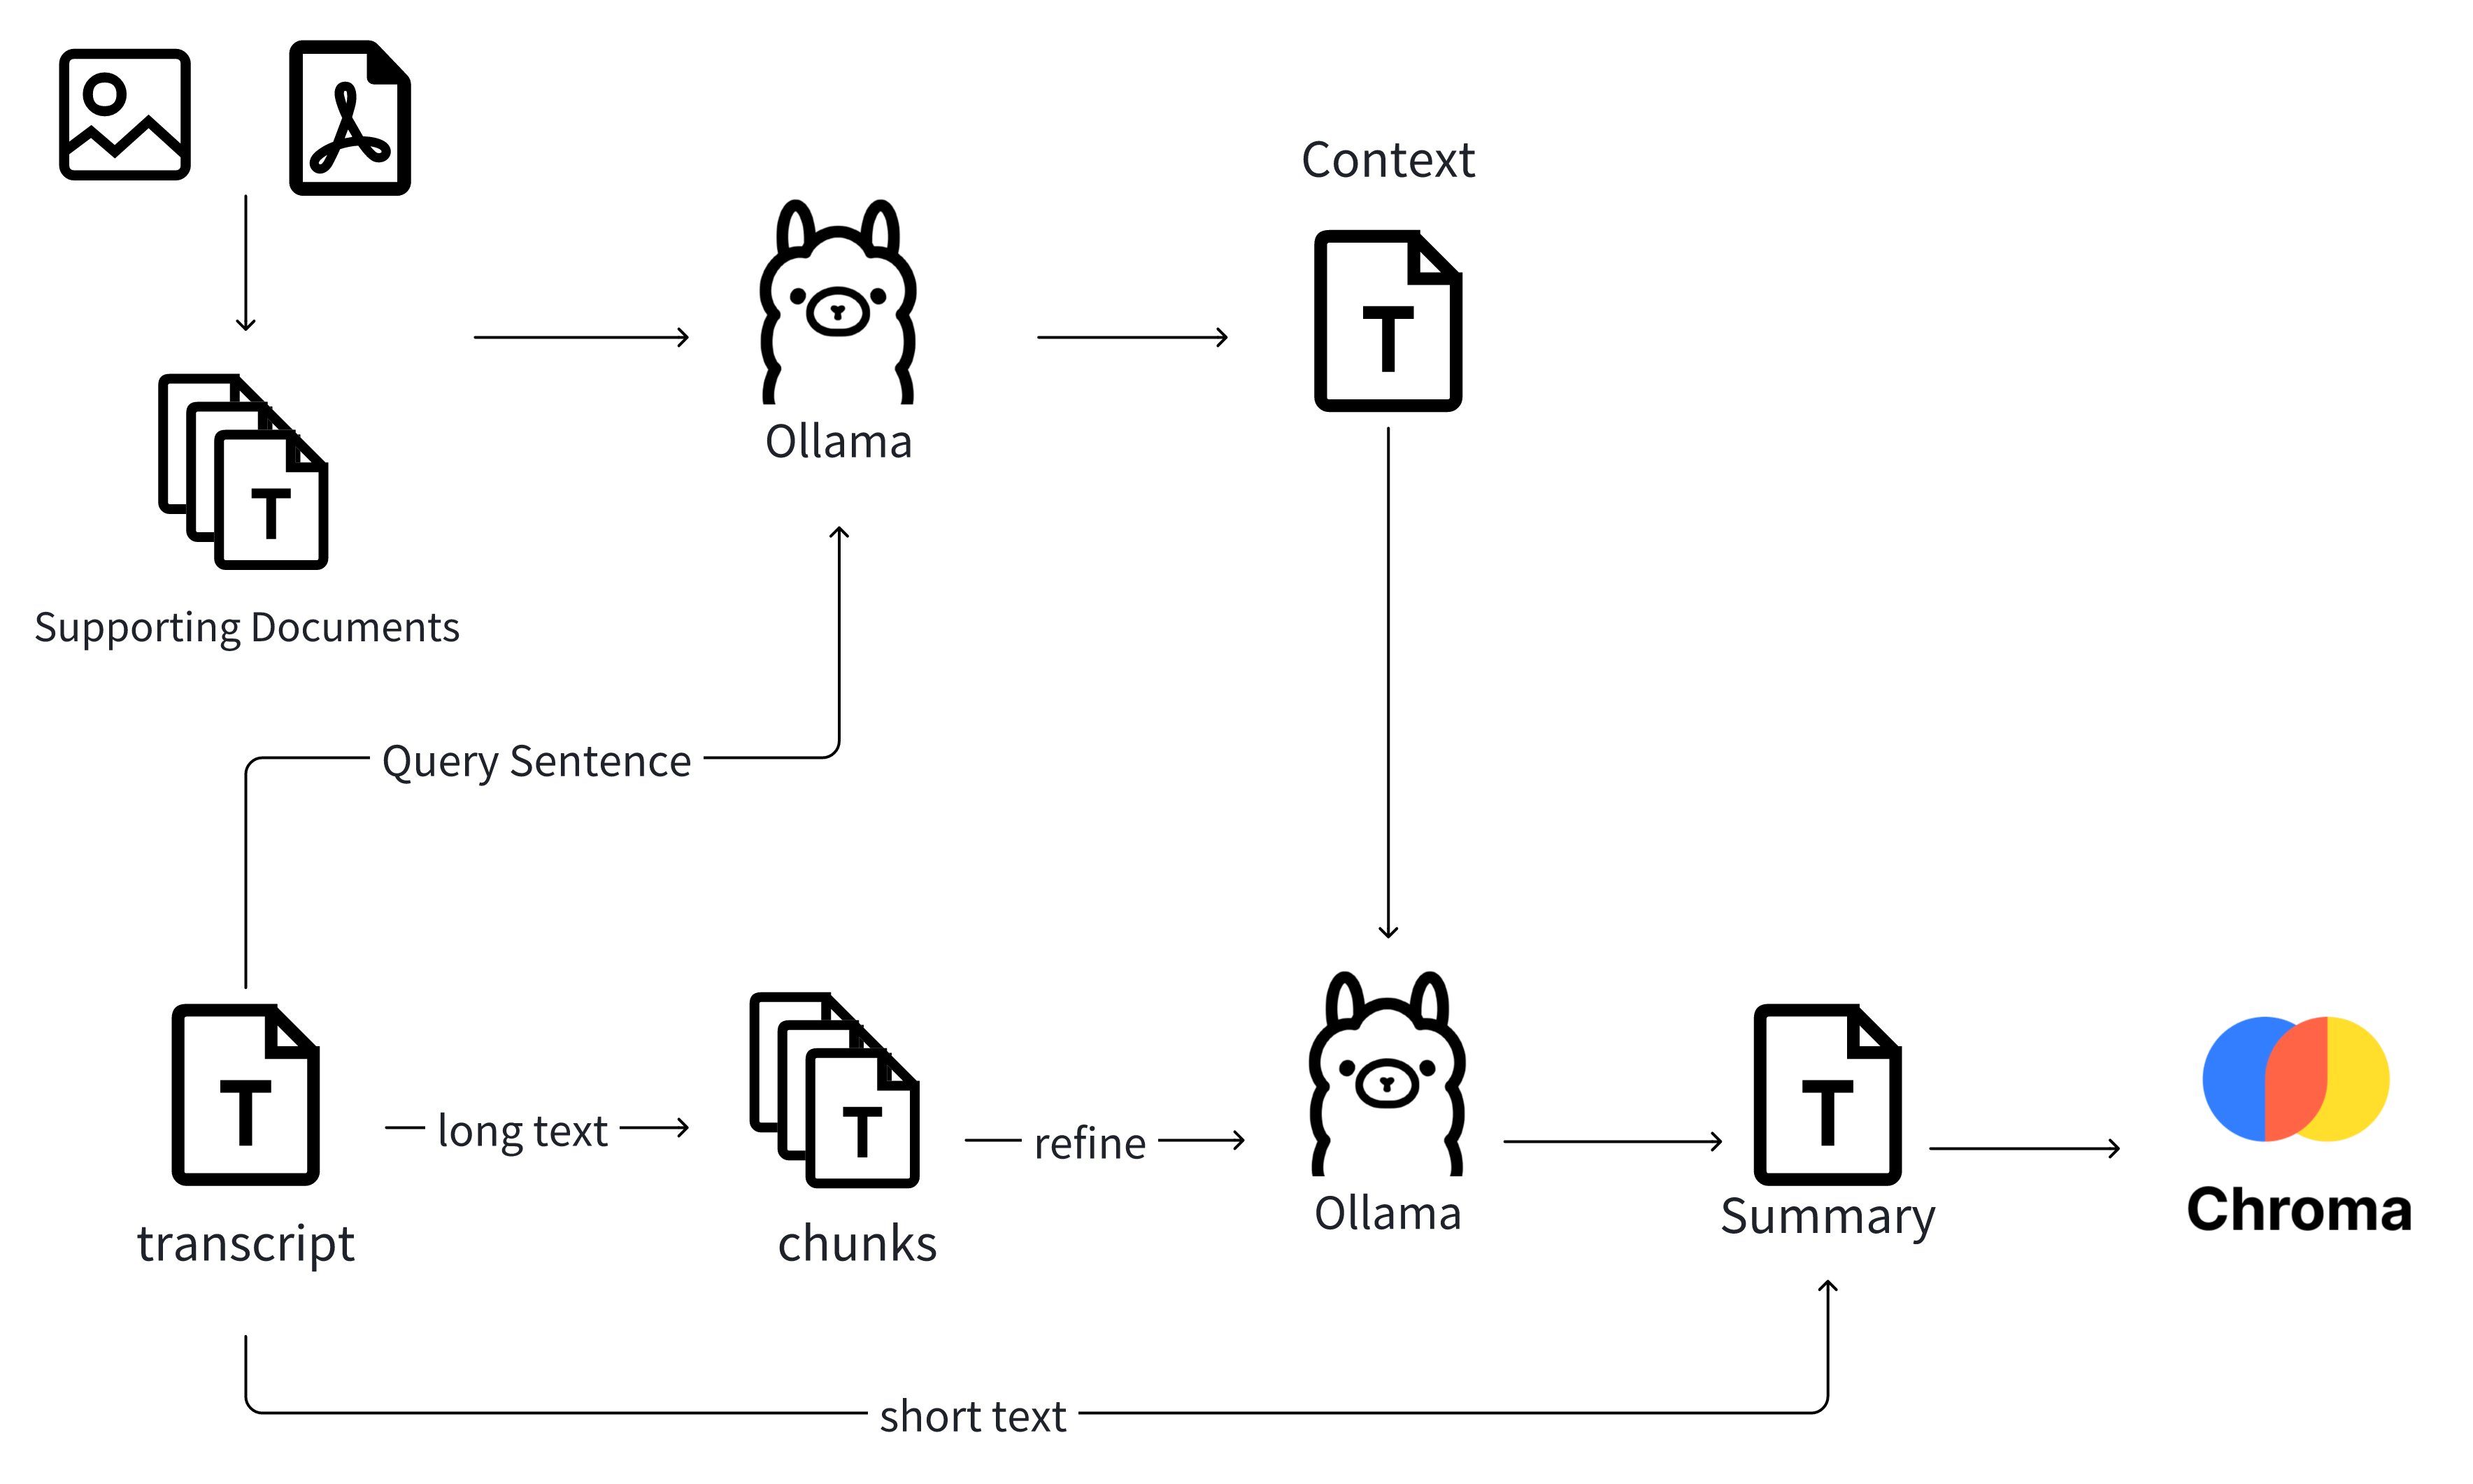 Context
T
Ollama
T
Supporting Documents
Query Sentence
T
long text
T
refine
T
transcript
chunks
Ollama
Summary
Chroma
short text